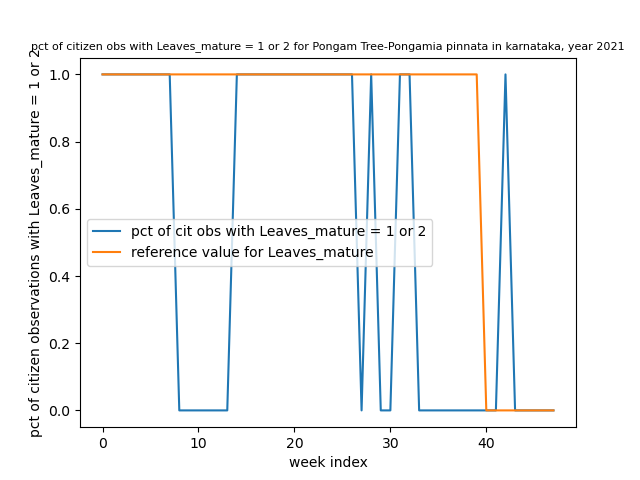 pct of citizen obs with Leaves_mature = 1 or 2 for Pongam Tree-Pongamia pinnata in karnataka, year 2021
pct of citizen observations with Leaves_mature = 1 or 2
1.0
0.8
0.6
0.4
0.2
0.0
pct of cit obs with Leaves_mature = 1 or 2
reference value for Leaves_mature
0
10
20
30
40
week index